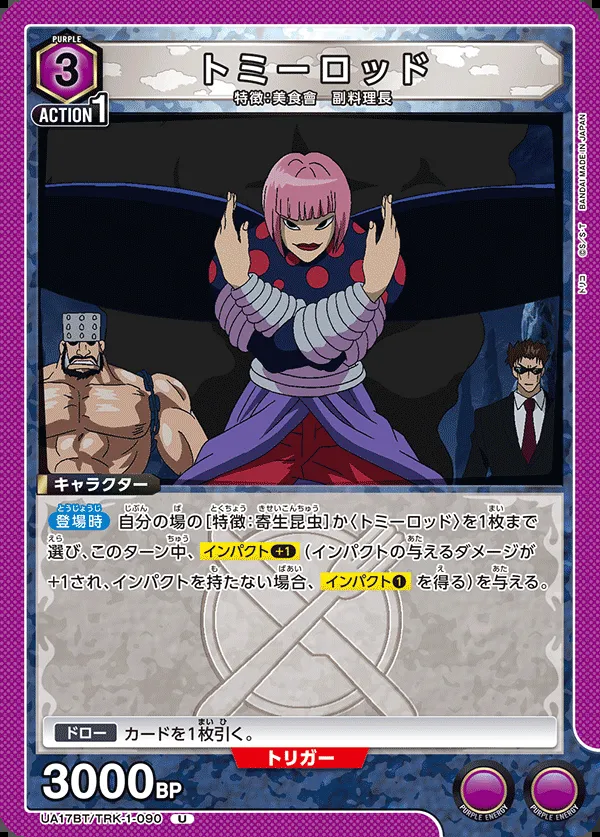 PURPLE
3
ACTION 1
トミーロッド
特徴:美食會 副料理長
トリコ ©S/S・T BANDAI MADE IN JAPAN
キャラクター
登場時 自分の場の[特徴:寄生昆虫]か〈トミーロッド〉を1枚まで
選び、このターン中、インパクト+1(インパクトの与えるダメージが
+1され、インパクトを持たない場合、インパクト1を得る)を与える。
ドロー カードを1枚引く。
トリガー
3000BP
UA17BT/TRK-1-090 U
PURPLE ENERGY
PURPLE ENERGY